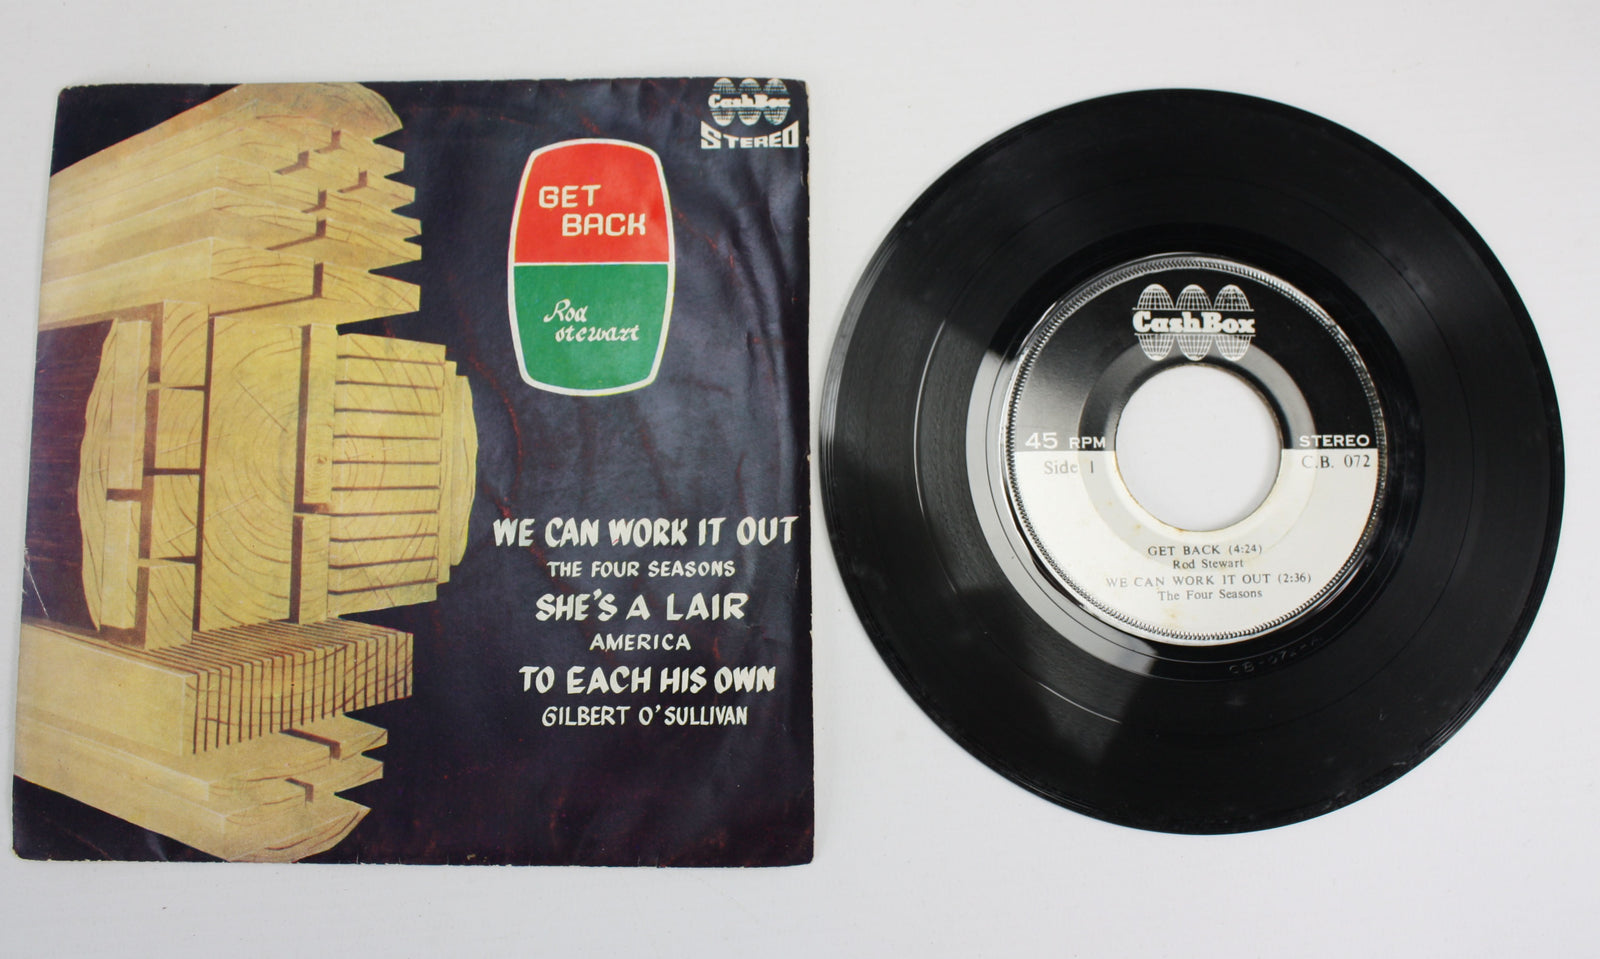 CashBox
STEREO
GET
BACK
Rod
stewart
WE CAN WORK IT OUT
THE FOUR SEASONS
SHE'S A LAIR
AMERICA
TO EACH HIS OWN
GILBERT O'SULLIVAN
CashBox
45 RPM
STEREO
Side 1
C.B. 072
GET BACK (4:24)
Rod Stewart
WE CAN WORK IT OUT (2:36)
The Four Seasons